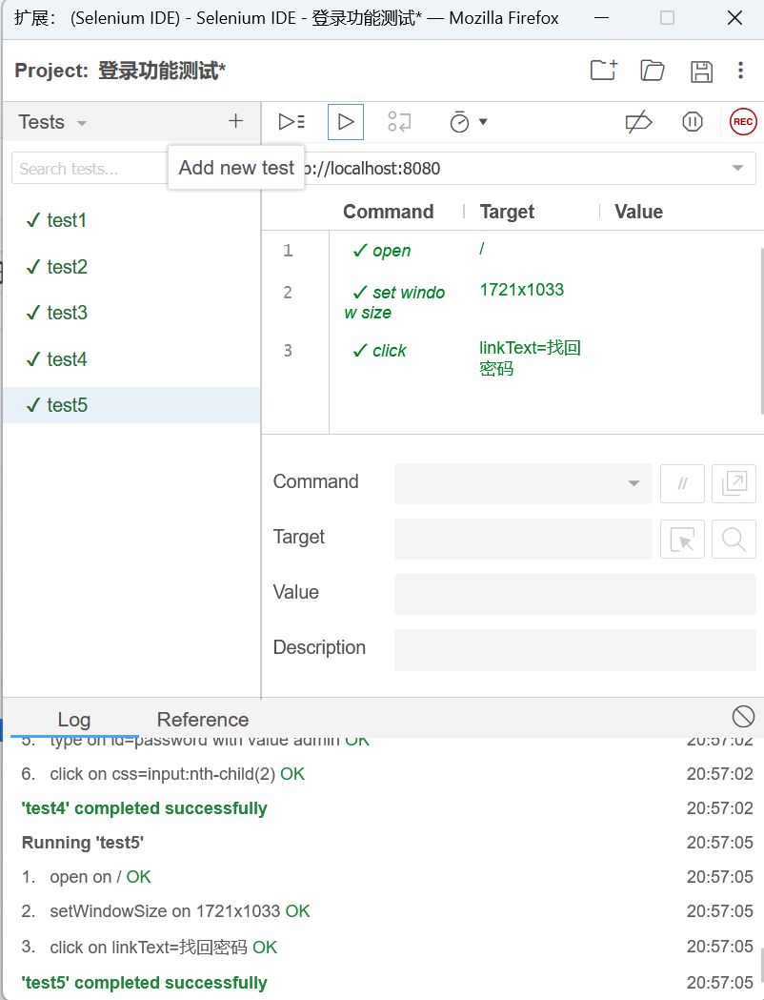 扩展： (Selenium IDE) - Selenium IDE - 登录功能测试* — Mozilla Firefox
Project: 登录功能测试*
Tests
REC
Search tests...
Add new test
p://localhost:8080
Command Target Value
test1
test2
test3
test4
test5
1 open /
2 set windo
w size
1721x1033
3 click
linkText=找回
密码
Command
//
Target
Value
Description
Log Reference
5. type on id=password with value admin OK 20:57:02
6. click on css=input:nth-child(2) OK 20:57:02
'test4' completed successfully 20:57:02
Running 'test5' 20:57:05
1. open on / OK 20:57:05
2. setWindowSize on 1721x1033 OK 20:57:05
3. click on linkText=找回密码 OK 20:57:05
'test5' completed successfully 20:57:05